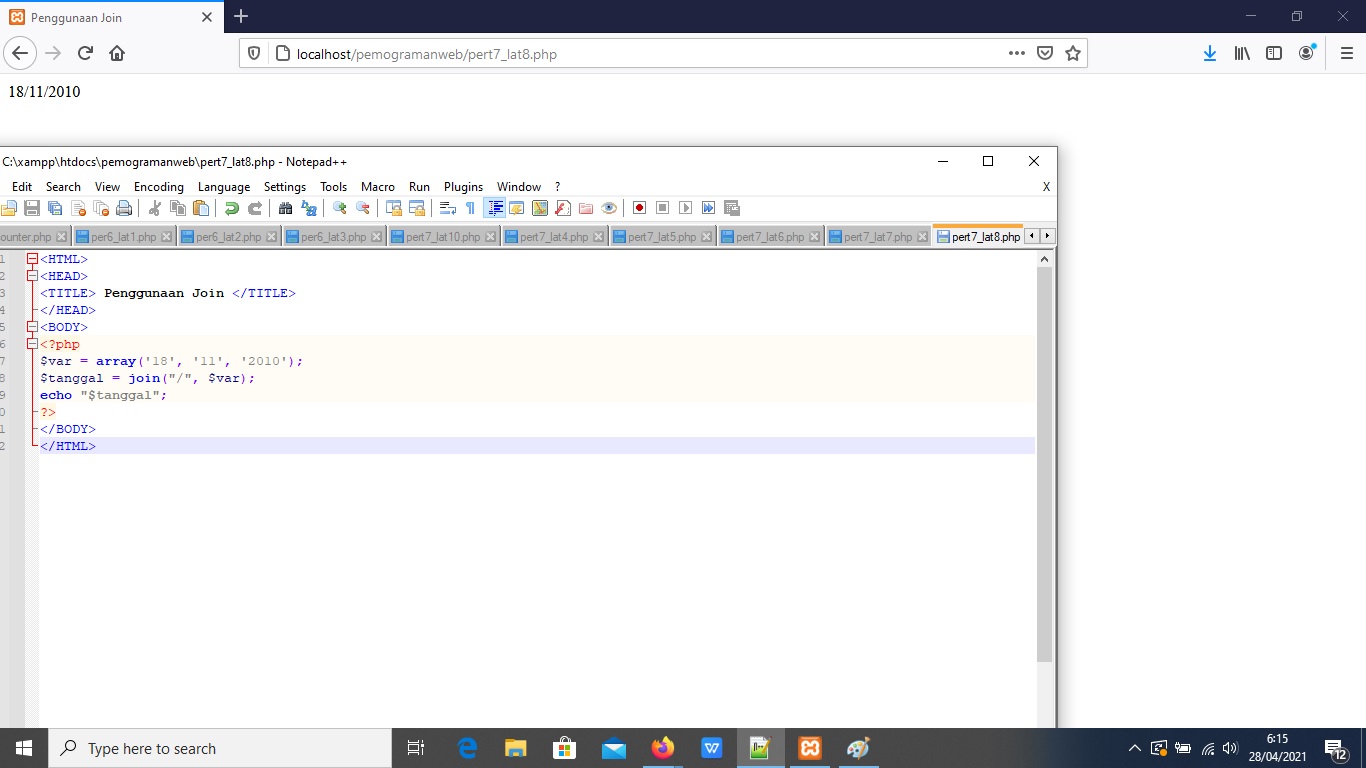 Penggunaan Join
localhost/pemogramanweb/pert7_lat8.php
18/11/2010
C:\xampp\htdocs\pemogramanweb\pert7_lat8.php - Notepad++
Edit Search View Encoding Language Settings Tools Macro Run Plugins Window ? X
ounter.php per6_lat1.php per6_lat2.php per6_lat3.php pert7_lat10.php pert7_lat4.php pert7_lat5.php pert7_lat6.php pert7_lat7.php pert7_lat8.php
1 <HTML>
2 <HEAD>
3 <TITLE> Penggunaan Join </TITLE>
4 </HEAD>
5 <BODY>
6 <?php
7 $var = array('18', '11', '2010');
8 $tanggal = join("/", $var);
9 echo "$tanggal";
0 ?>
1 </BODY>
2 </HTML>
Type here to search
6:15
28/04/2021
12